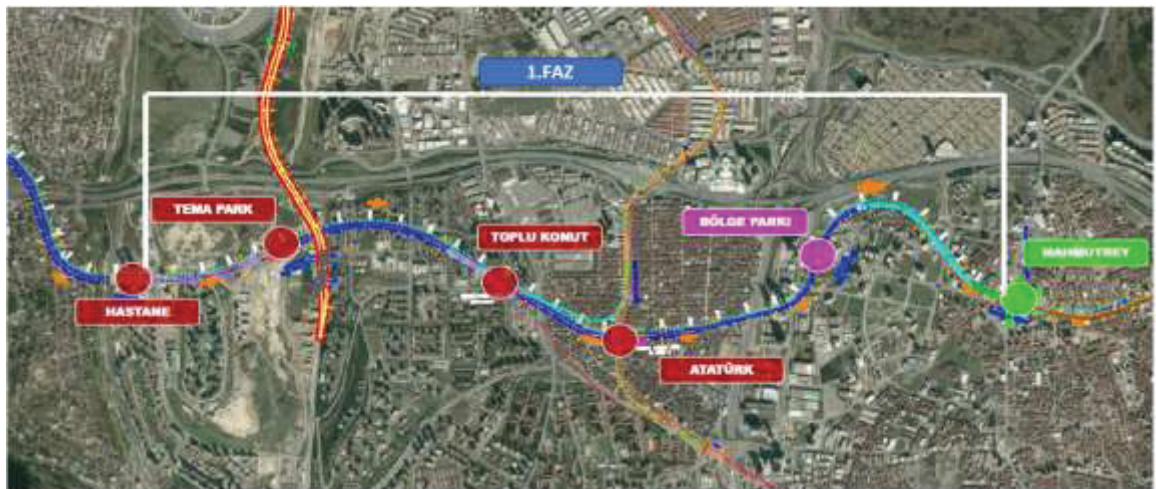 1.FAZ
TEMA PARK
TOPLU KONUT
BÖLGE PARKI
MAHMUTBEY
HASTANE
ATATÜRK